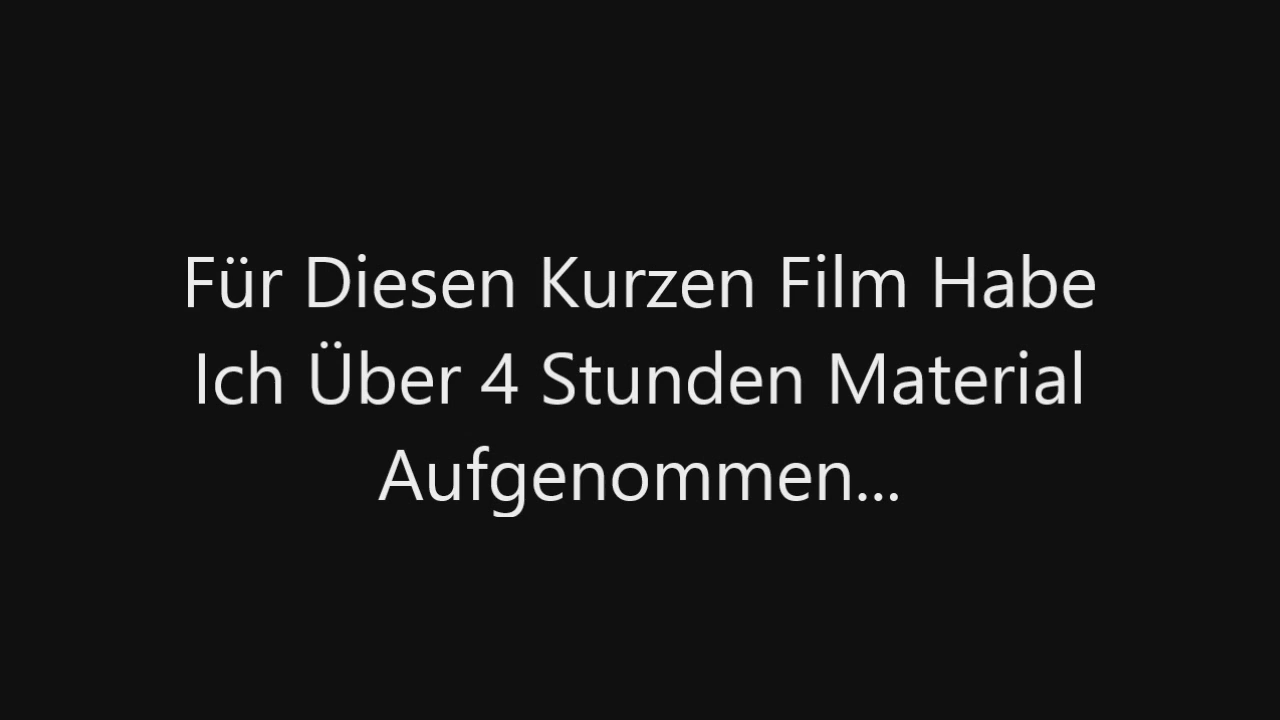 Für Diesen Kurzen Film Habe
Ich Über 4 Stunden Material
Aufgenommen...